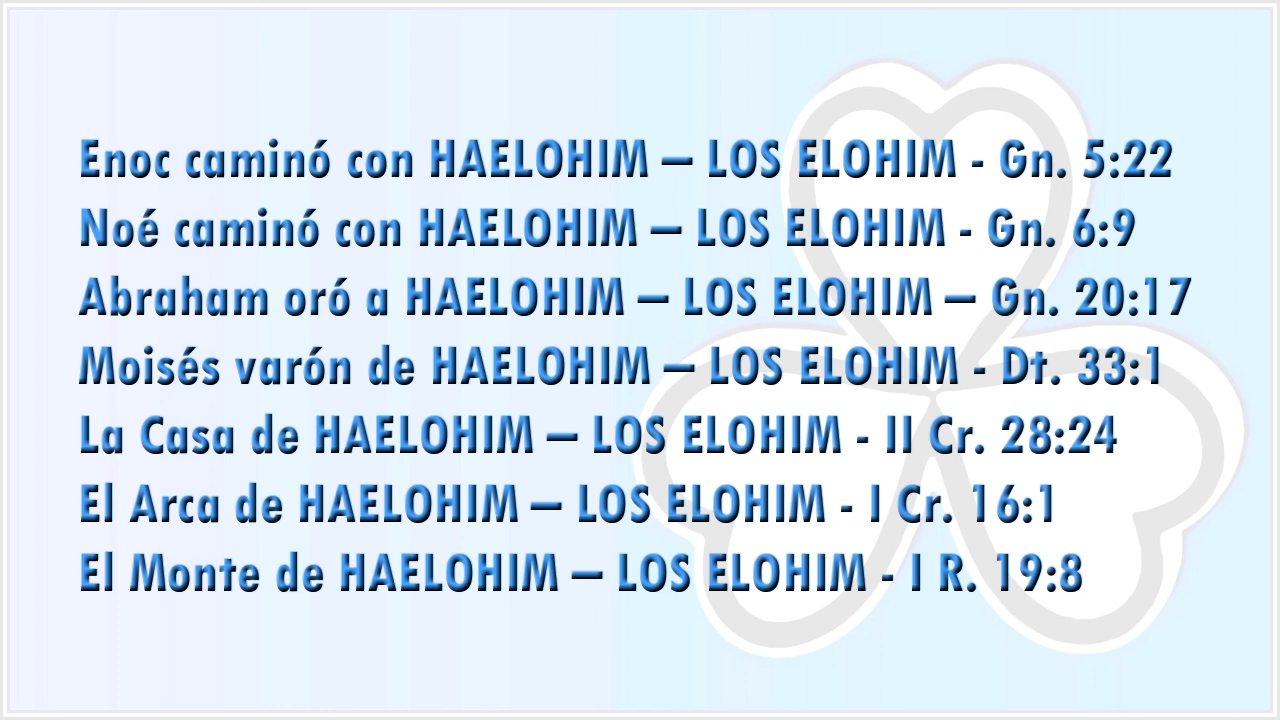 Enoc caminó con HAELOHIM – LOS ELOHIM - Gn. 5:22
Noé caminó con HAELOHIM – LOS ELOHIM - Gn. 6:9
Abraham oró a HAELOHIM – LOS ELOHIM – Gn. 20:17
Moisés varón de HAELOHIM – LOS ELOHIM - Dt. 33:1
La Casa de HAELOHIM – LOS ELOHIM - II Cr. 28:24
El Arca de HAELOHIM – LOS ELOHIM - I Cr. 16:1
El Monte de HAELOHIM – LOS ELOHIM - I R. 19:8